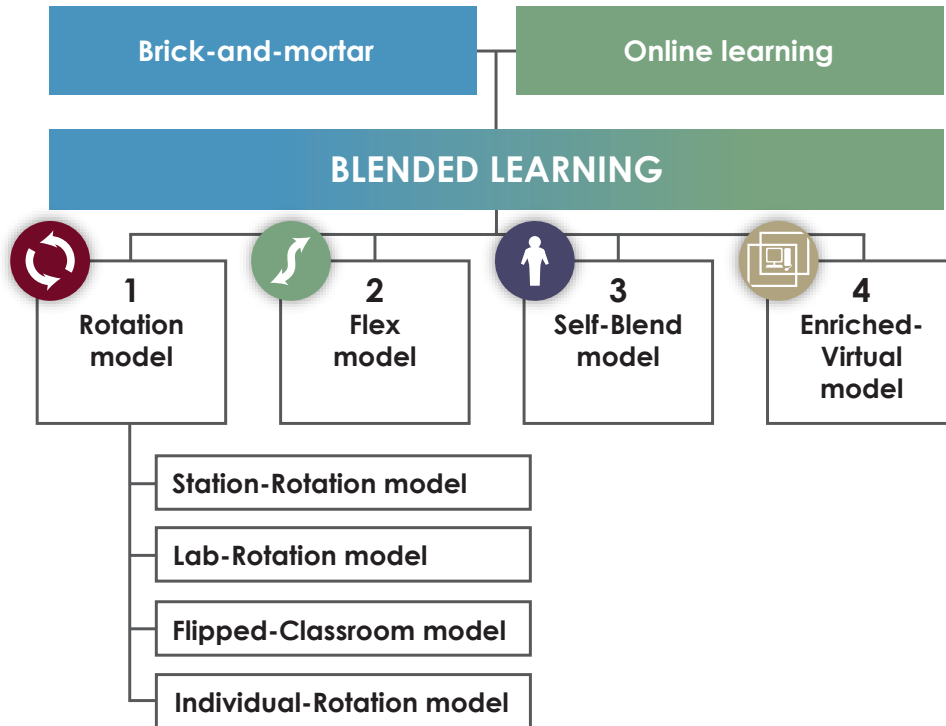 Brick-and-mortar
Online learning
BLENDED LEARNING
1
Rotation
model
2
Flex
model
3
Self-Blend
model
4
Enriched-
Virtual
model
Station-Rotation model
Lab-Rotation model
Flipped-Classroom model
Individual-Rotation model